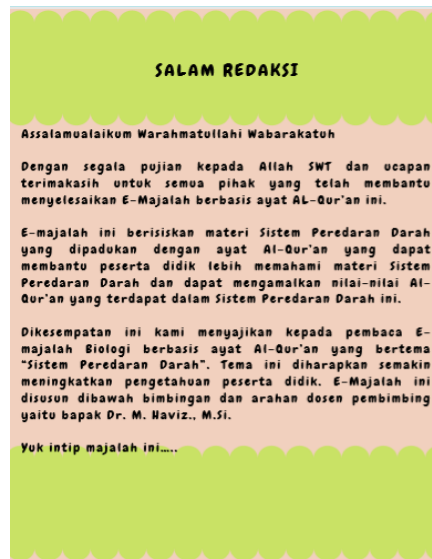 SALAM REDAKSI
Assalamualaikum Warahmatullahi Wabarakatuh
Dengan segala pujian kepada Allah SWT dan ucapan
terimakasih untuk semua pihak yang telah membantu
menyelesaikan E-Majalah berbasis ayat AL-Qur'an ini.
E-majalah ini berisiskan materi Sistem Peredaran Darah
yang dipadukan dengan ayat Al-Qur'an yang dapat
membantu peserta didik lebih memahami materi Sistem
Peredaran Darah dan dapat mengamalkan nilai-nilai Al-
Qur'an yang terdapat dalam Sistem Peredaran Darah ini.
Dikesempatan ini kami menyajikan kepada pembaca E-
majalah Biologi berbasis ayat Al-Qur'an yang bertema
"Sistem Peredaran Darah". Tema ini diharapkan semakin
meningkatkan pengetahuan peserta didik. E-Majalah ini
disusun dibawah bimbingan dan arahan dosen pembimbing
yaitu bapak Dr. M. Haviz., M.Si.
Yuk intip majalah ini.....